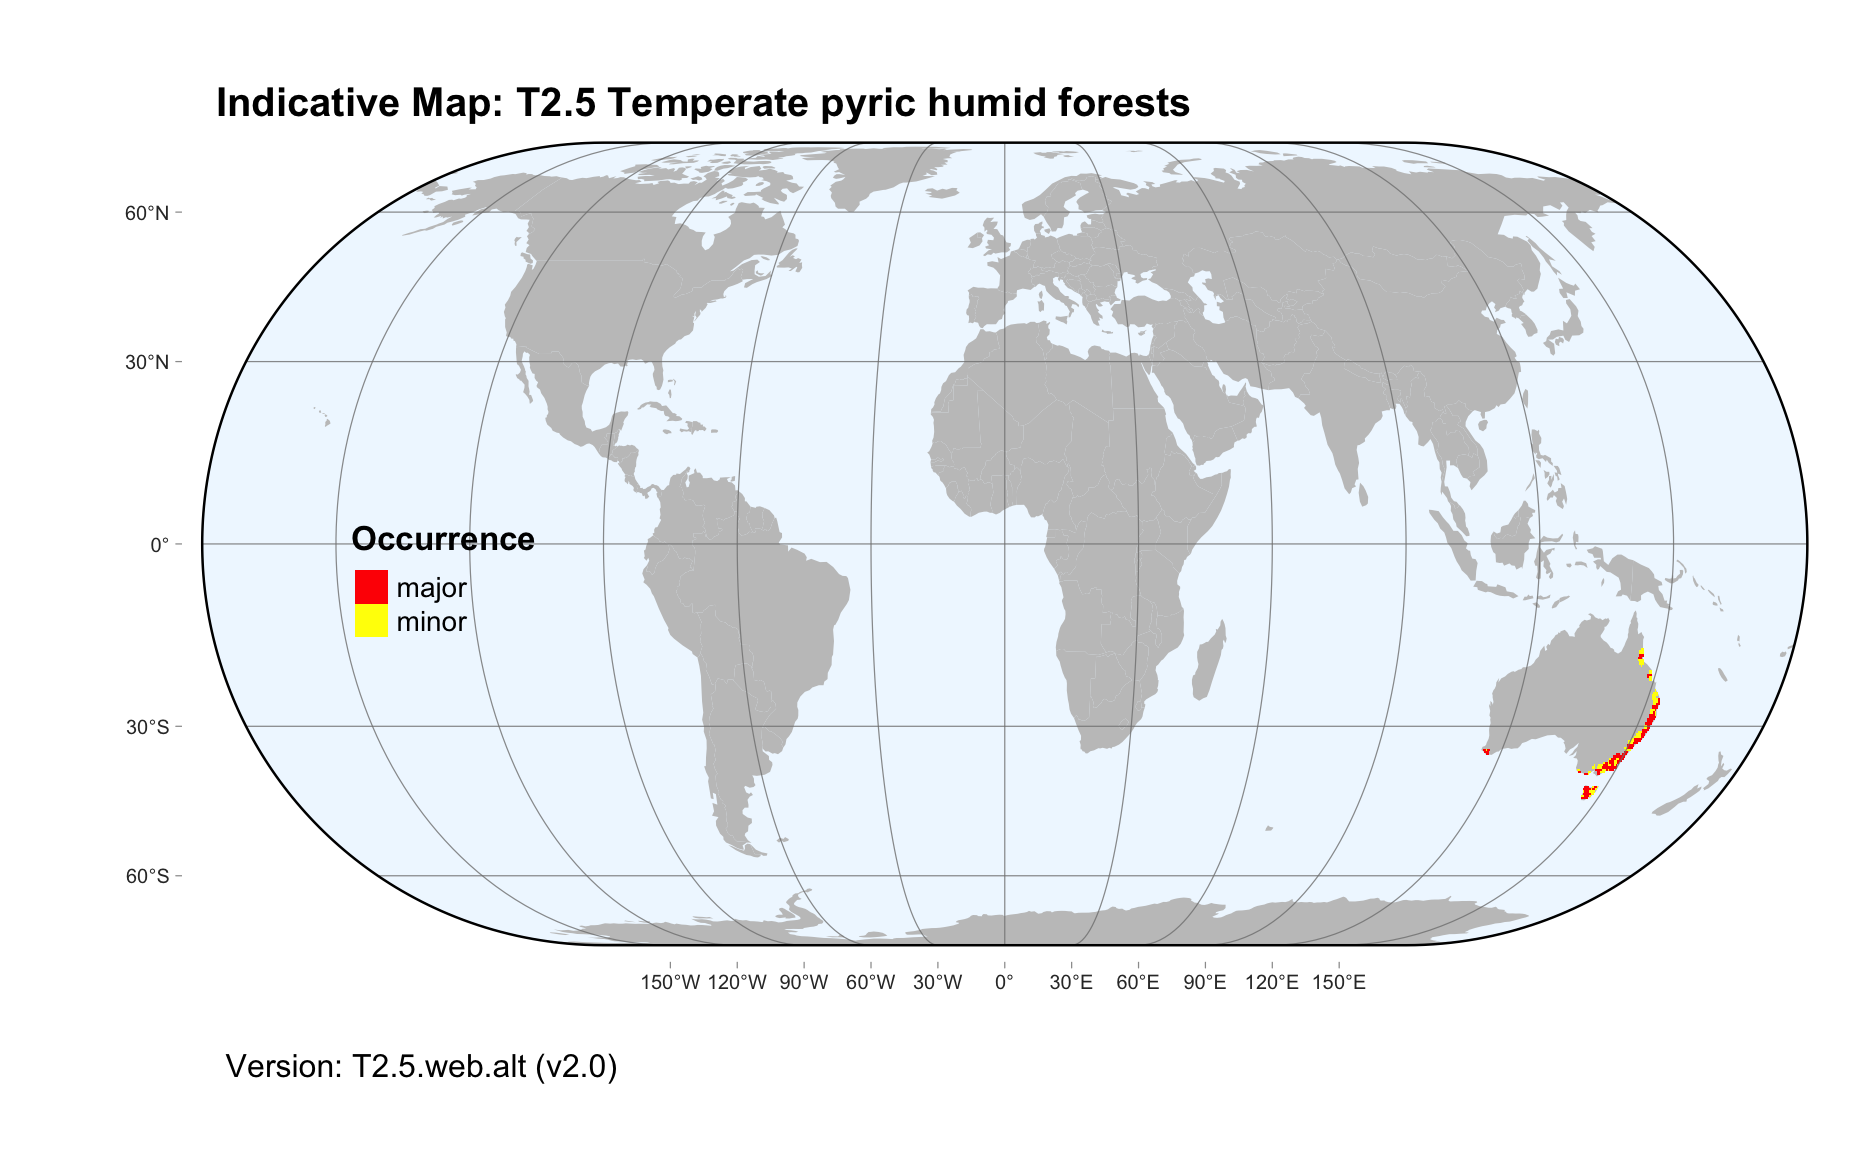 Indicative Map: T2.5 Temperate pyric humid forests
60°N
30°N
0°
30°S
60°S
Occurrence
major
minor
150°W 120°W 90°W 60°W 30°W 0° 30°E 60°E 90°E 120°E 150°E
Version: T2.5.web.alt (v2.0)